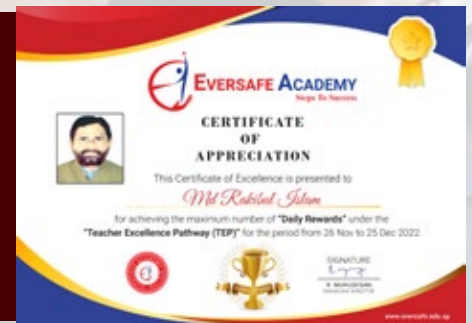 EVERSAFE ACADEMY
Steps To Success
CERTIFICATE
OF
APPRECIATION
This Certificate of Excellence is presented to
Md Rakibul Islam
for achieving the maximum number of "Daily Rewards" under the
"Teacher Excellence Pathway (TEP)" for the period from 26 Nov to 25 Dec 2022
SIGNATURE
R. MURUGESAN
www.eversafe.edu.sg